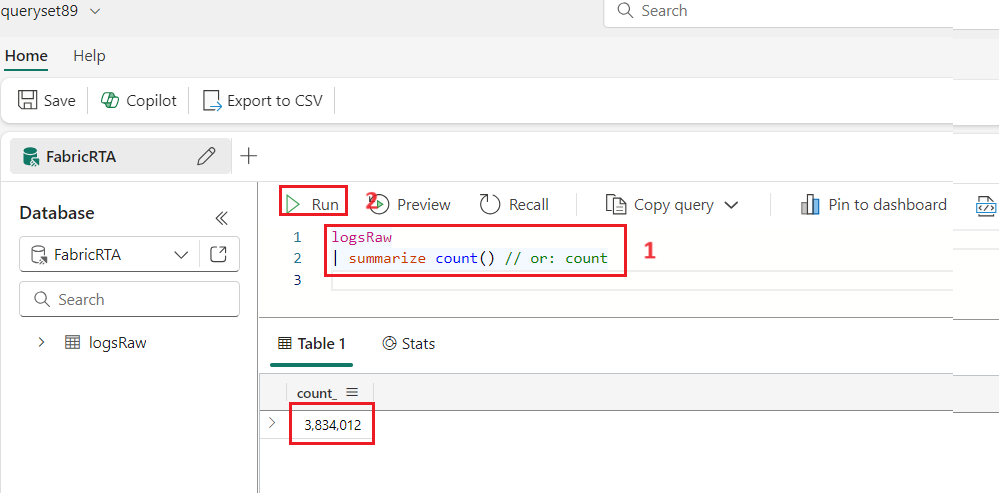 queryset89
Search
Home Help
Save Copilot Export to CSV
FabricRTA
Database
FabricRTA
Search
logsRaw
Run 2 Preview Recall Copy query Pin to dashboard
1 logsRaw
2 | summarize count() // or: count
3
1
Table 1 Stats
count_
3,834,012